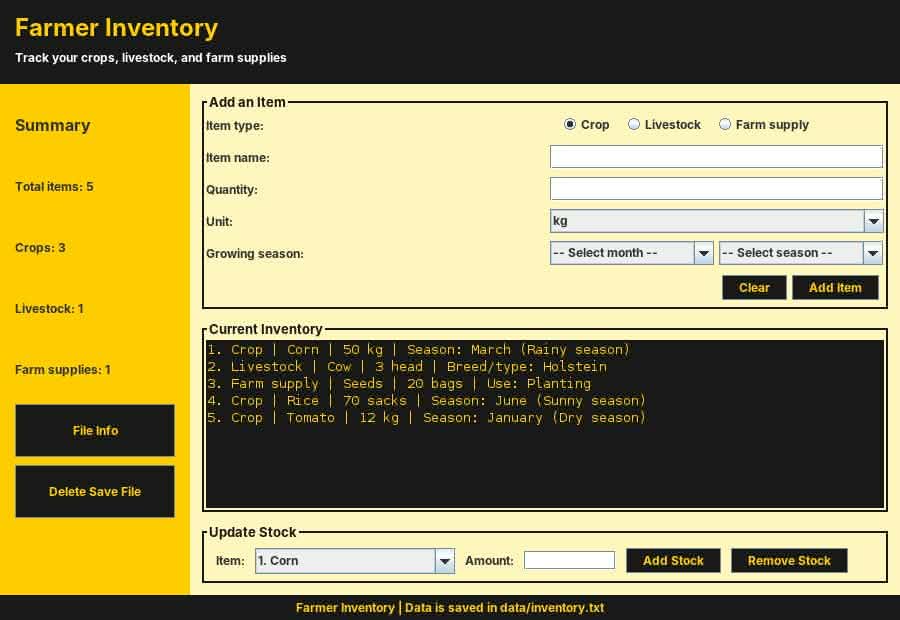 Farmer Inventory
Track your crops, livestock, and farm supplies
Summary
Total items: 5
Crops: 3
Livestock: 1
Farm supplies: 1
File Info
Delete Save File
Add an Item
Item type: Crop Livestock Farm supply
Item name:
Quantity:
Unit: kg
Growing season: -- Select month -- -- Select season --
Clear Add item
Current Inventory
1. Crop | Corn | 50 kg | Season: March (Rainy season)
2. Livestock | Cow | 3 head | Breed/type: Holstein
3. Farm supply | Seeds | 20 bags | Use: Planting
4. Crop | Rice | 70 sacks | Season: June (Sunny season)
5. Crop | Tomato | 12 kg | Season: January (Dry season)
Update Stock
Item: 1. Corn Amount: Add Stock Remove Stock
Farmer Inventory | Data is saved in data/inventory.txt